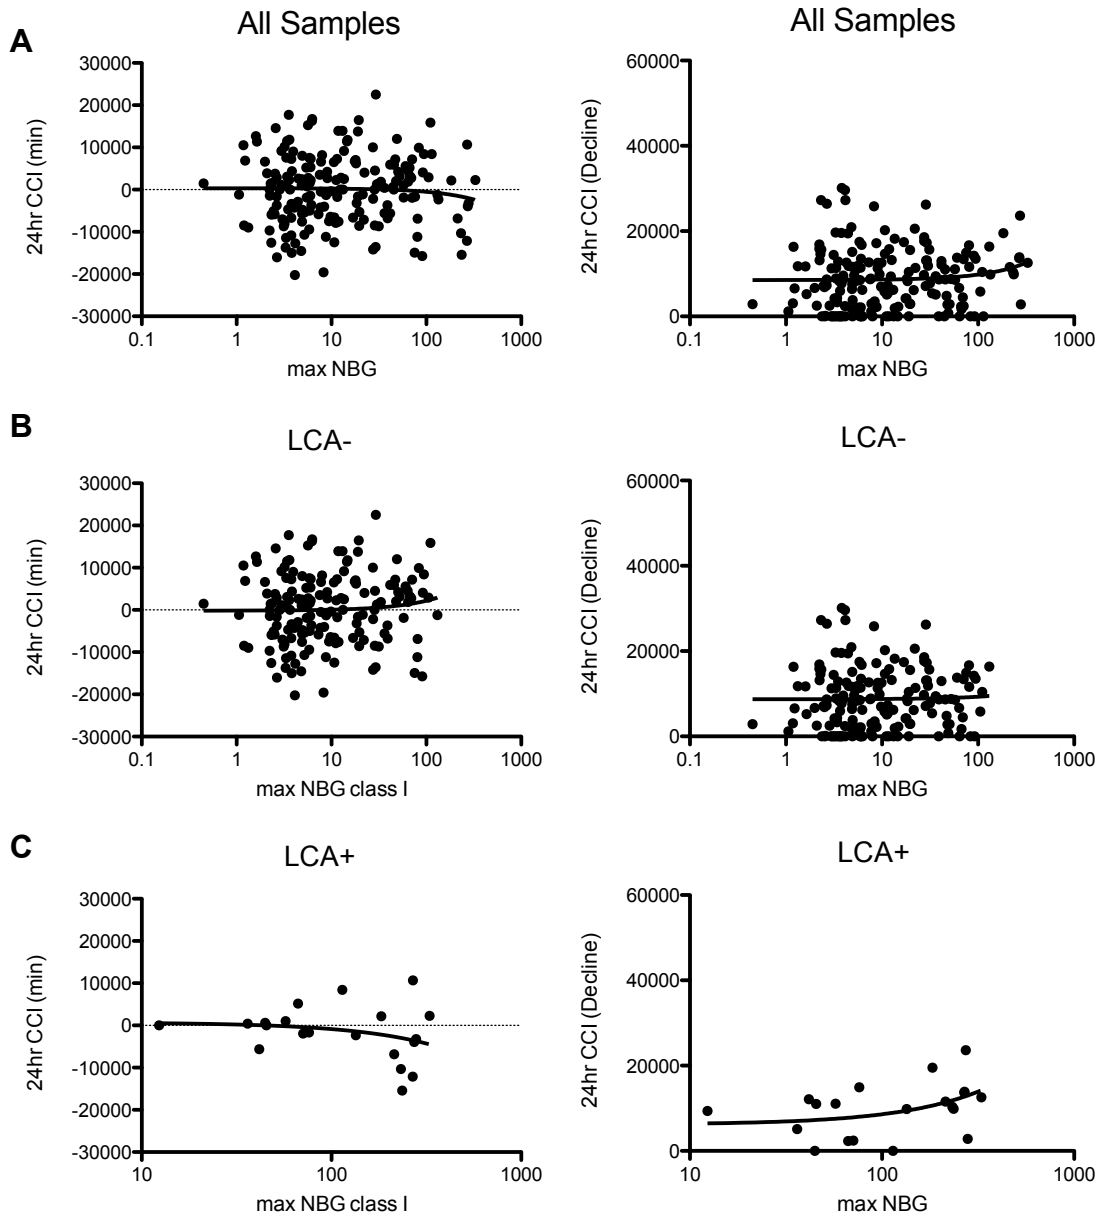 A
All Samples
24hr CCI (min)
30000
20000
10000
0
-10000
-20000
-30000
0.1 1 10 100 1000
max NBG
All Samples
24hr CCI (Decline)
60000
40000
20000
0
0.1 1 10 100 1000
max NBG
B
LCA-
24hr CCI (min)
30000
20000
10000
0
-10000
-20000
-30000
0.1 1 10 100 1000
max NBG class I
LCA-
24hr CCI (Decline)
60000
40000
20000
0
0.1 1 10 100 1000
max NBG
C
LCA+
24hr CCI (min)
30000
20000
10000
0
-10000
-20000
-30000
10 100 1000
max NBG class I
LCA+
24hr CCI (Decline)
60000
40000
20000
0
10 100 1000
max NBG